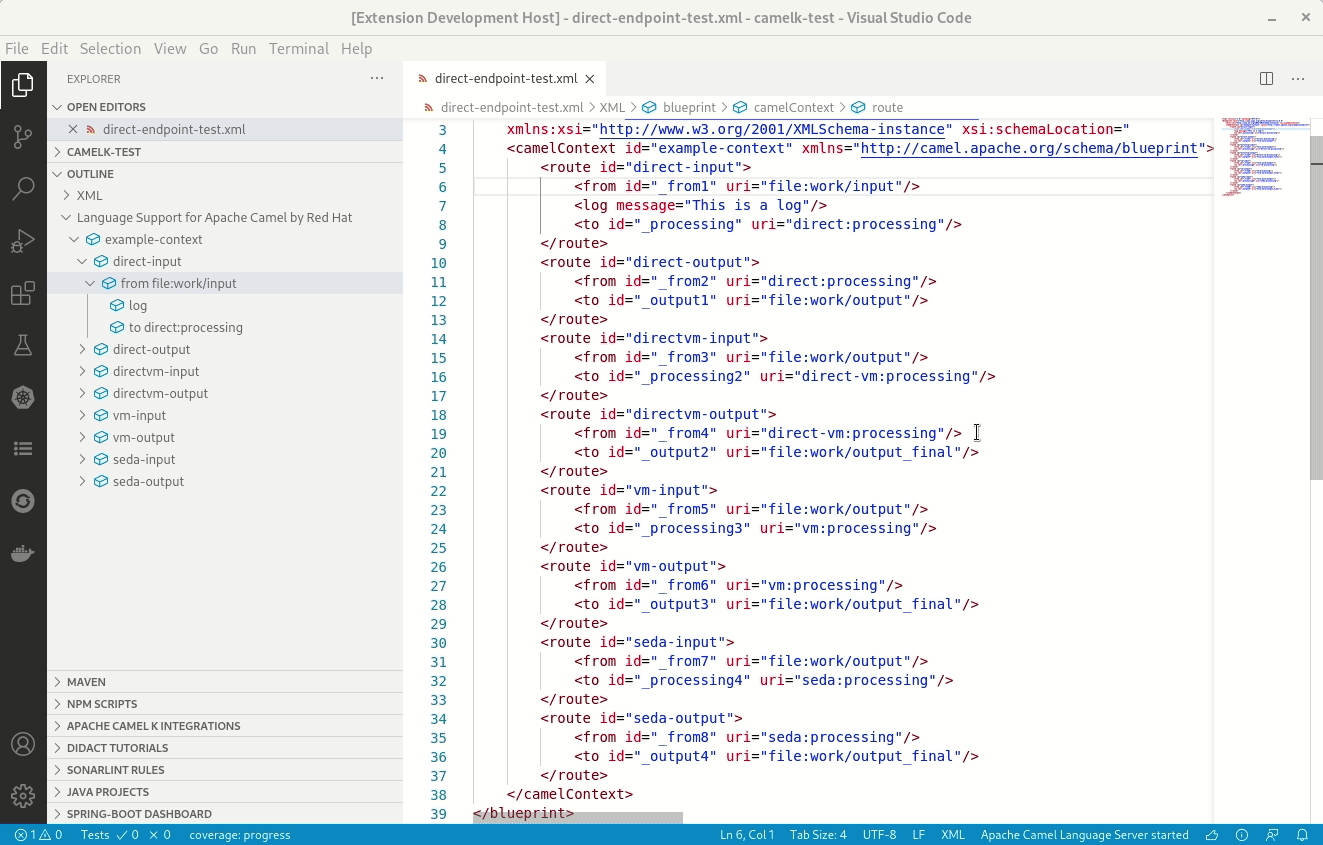 [Extension Development Host] - direct-endpoint-test.xml - camelk-test - Visual Studio Code
File Edit Selection View Go Run Terminal Help
EXPLORER
OPEN EDITORS
direct-endpoint-test.xml
CAMELK-TEST
OUTLINE
XML
Language Support for Apache Camel by Red Hat
example-context
direct-input
from file:work/input
log
to direct:processing
direct-output
directvm-input
directvm-output
vm-input
vm-output
seda-input
seda-output
MAVEN
NPM SCRIPTS
APACHE CAMEL K INTEGRATIONS
DIDACT TUTORIALS
SONARLINT RULES
JAVA PROJECTS
SPRING-BOOT DASHBOARD
direct-endpoint-test.xml
direct-endpoint-test.xml > XML > blueprint > camelContext > route
3 xmlns:xsi="http://www.w3.org/2001/XMLSchema-instance" xsi:schemaLocation="
4 <camelContext id="example-context" xmlns="http://camel.apache.org/schema/blueprint">
5 <route id="direct-input">
6 <from id="_from1" uri="file:work/input"/>
7 <log message="This is a log"/>
8 <to id="_processing" uri="direct:processing"/>
9 </route>
10 <route id="direct-output">
11 <from id="_from2" uri="direct:processing"/>
12 <to id="_output1" uri="file:work/output"/>
13 </route>
14 <route id="directvm-input">
15 <from id="_from3" uri="file:work/output"/>
16 <to id="_processing2" uri="direct-vm:processing"/>
17 </route>
18 <route id="directvm-output">
19 <from id="_from4" uri="direct-vm:processing"/>
20 <to id="_output2" uri="file:work/output_final"/>
21 </route>
22 <route id="vm-input">
23 <from id="_from5" uri="file:work/output"/>
24 <to id="_processing3" uri="vm:processing"/>
25 </route>
26 <route id="vm-output">
27 <from id="_from6" uri="vm:processing"/>
28 <to id="_output3" uri="file:work/output_final"/>
29 </route>
30 <route id="seda-input">
31 <from id="_from7" uri="file:work/output"/>
32 <to id="_processing4" uri="seda:processing"/>
33 </route>
34 <route id="seda-output">
35 <from id="_from8" uri="seda:processing"/>
36 <to id="_output4" uri="file:work/output_final"/>
37 </route>
38 </camelContext>
39 </blueprint>
1 0 Tests 0 0 coverage: progress Ln 6, Col 1 Tab Size: 4 UTF-8 LF XML Apache Camel Language Server started